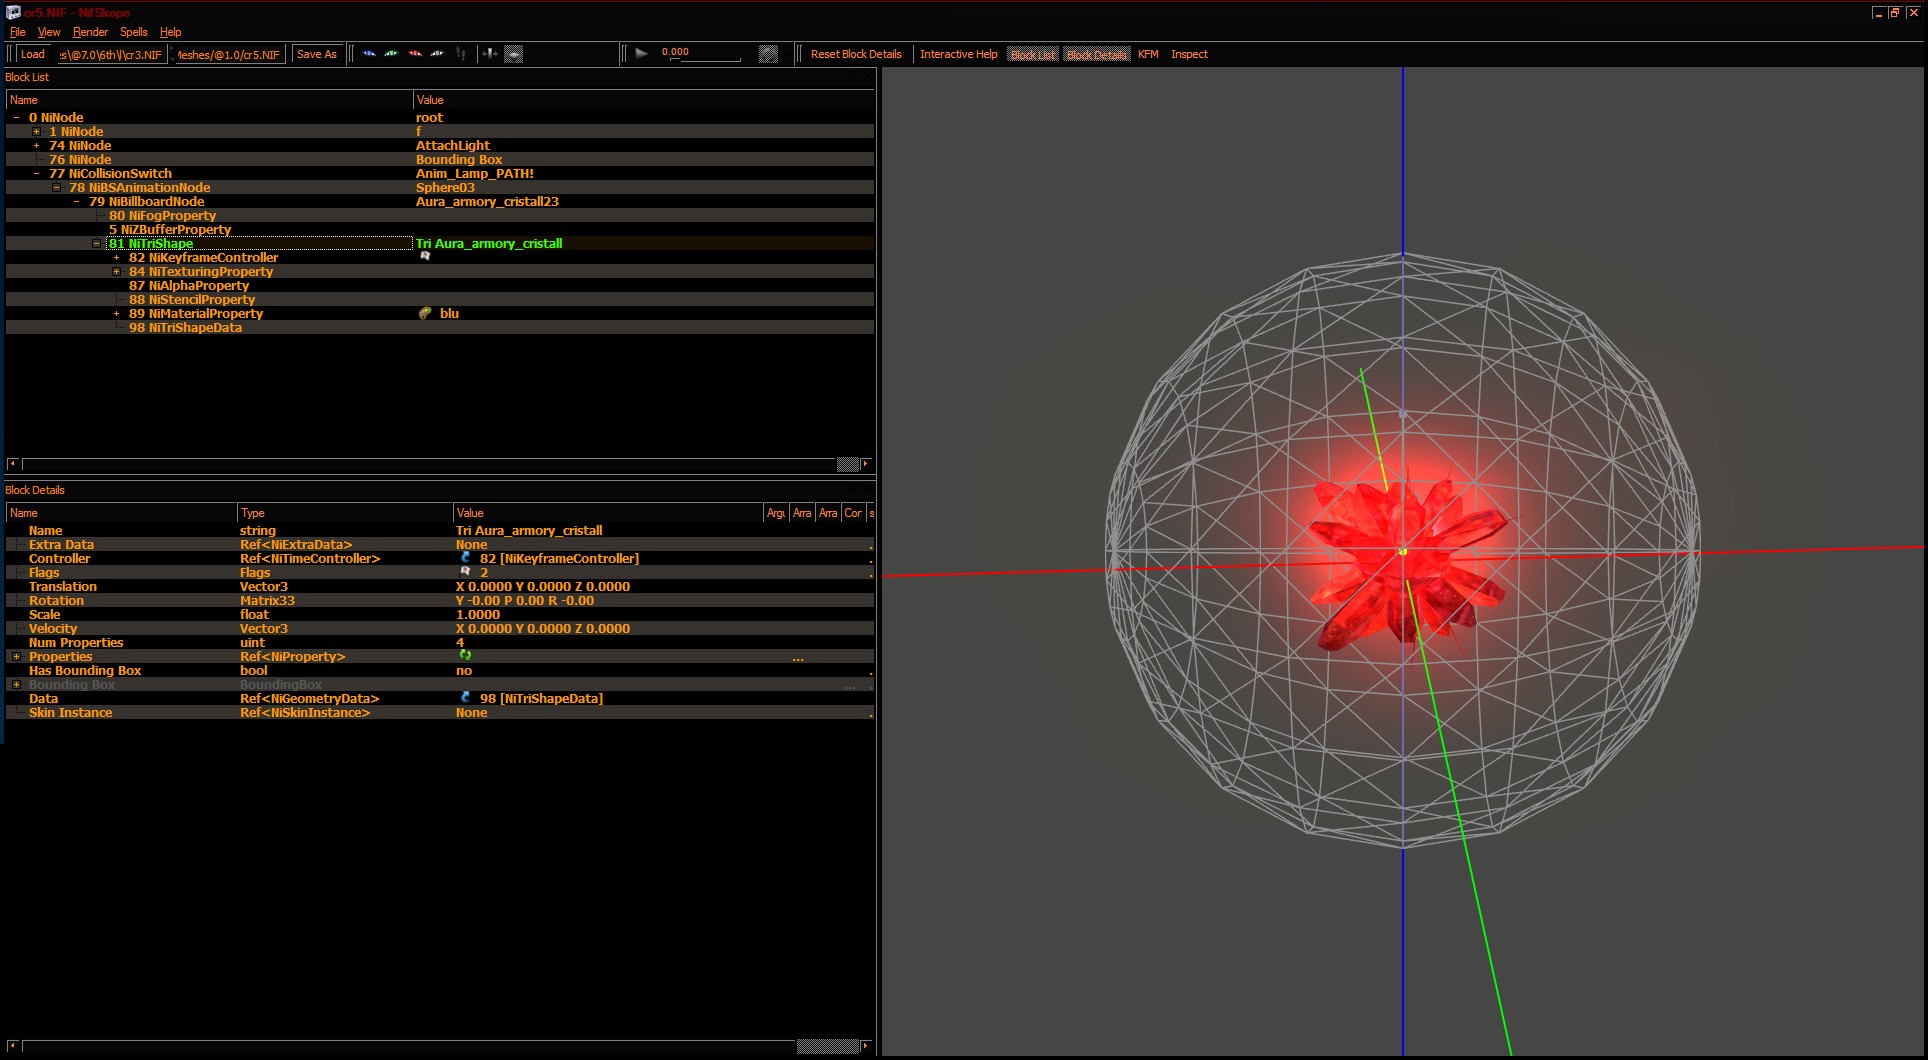 cr5.NIF - NifSkope
File View Render Spells Help
Load s\@7.0\6th\l\cr3.NIF leshes/@1.0/cr5.NIF Save As 0.000 Reset Block Details Interactive Help Block List Block Details KFM Inspect
Block List
Name Value
0 NiNode root
1 NiNode f
74 NiNode AttachLight
76 NiNode Bounding Box
77 NiCollisionSwitch Anim_Lamp_PATH!
78 NiBSAnimationNode Sphere03
79 NiBillboardNode Aura_armory_cristall23
80 NiFogProperty
5 NiZBufferProperty
81 NiTriShape Tri Aura_armory_cristall
82 NiKeyframeController
84 NiTexturingProperty
87 NiAlphaProperty
88 NiStencilProperty
89 NiMaterialProperty blu
98 NiTriShapeData
Block Details
Name Type Value Argu Arra Arra Cor s
Name string Tri Aura_armory_cristall
Extra Data Ref<NiExtraData> None
Controller Ref<NiTimeController> 82 [NiKeyframeController]
Flags Flags 2
Translation Vector3 X 0.0000 Y 0.0000 Z 0.0000
Rotation Matrix33 Y -0.00 P 0.00 R -0.00
Scale float 1.0000
Velocity Vector3 X 0.0000 Y 0.0000 Z 0.0000
Num Properties uint 4
Properties Ref<NiProperty> ...
Has Bounding Box bool no
Bounding Box BoundingBox ...
Data Ref<NiGeometryData> 98 [NiTriShapeData]
Skin Instance Ref<NiSkinInstance> None